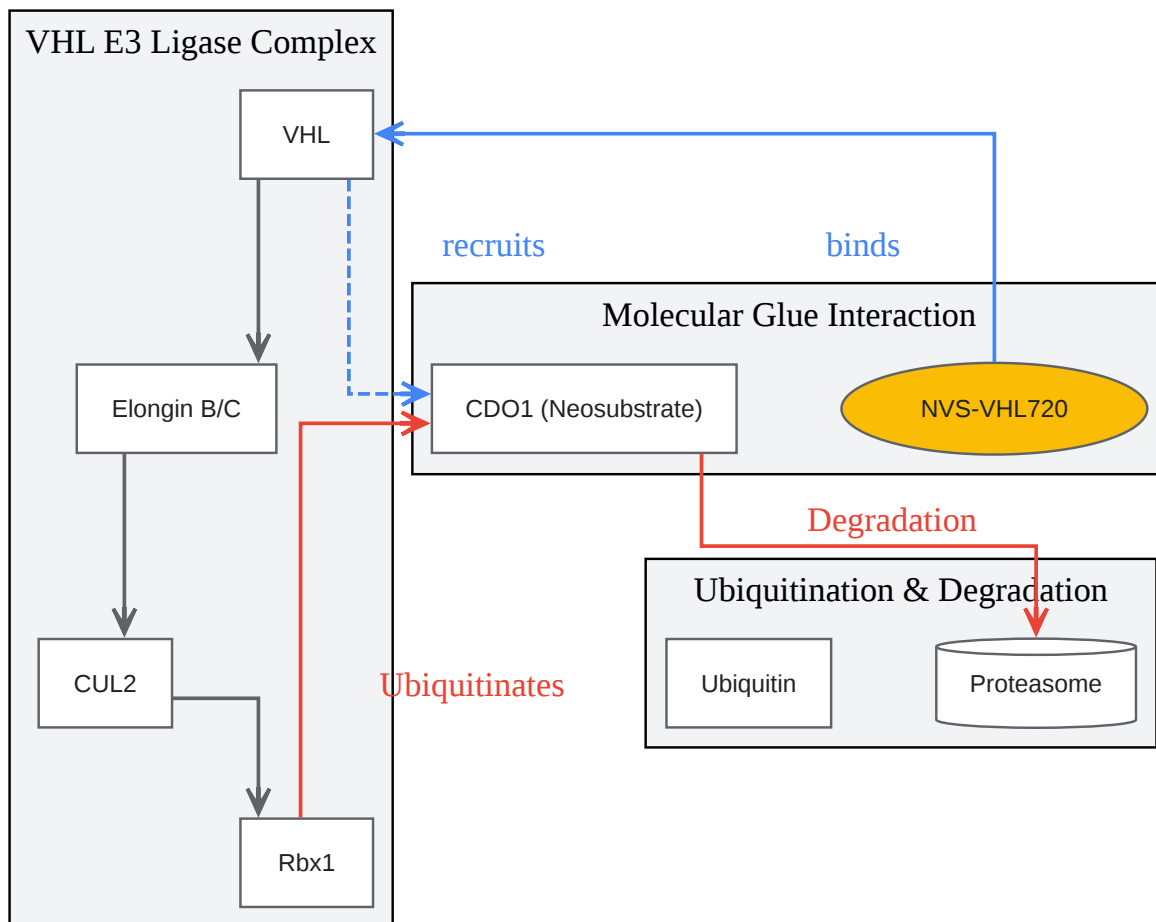 VHL E3 Ligase Complex
VHL
recruits
binds
Molecular Glue Interaction
Elongin B/C
CDO1 (Neosubstrate)
NVS-VHL720
Degradation
Ubiquitination & Degradation
CUL2
Ubiquitinates
Ubiquitin
Proteasome
Rbx1